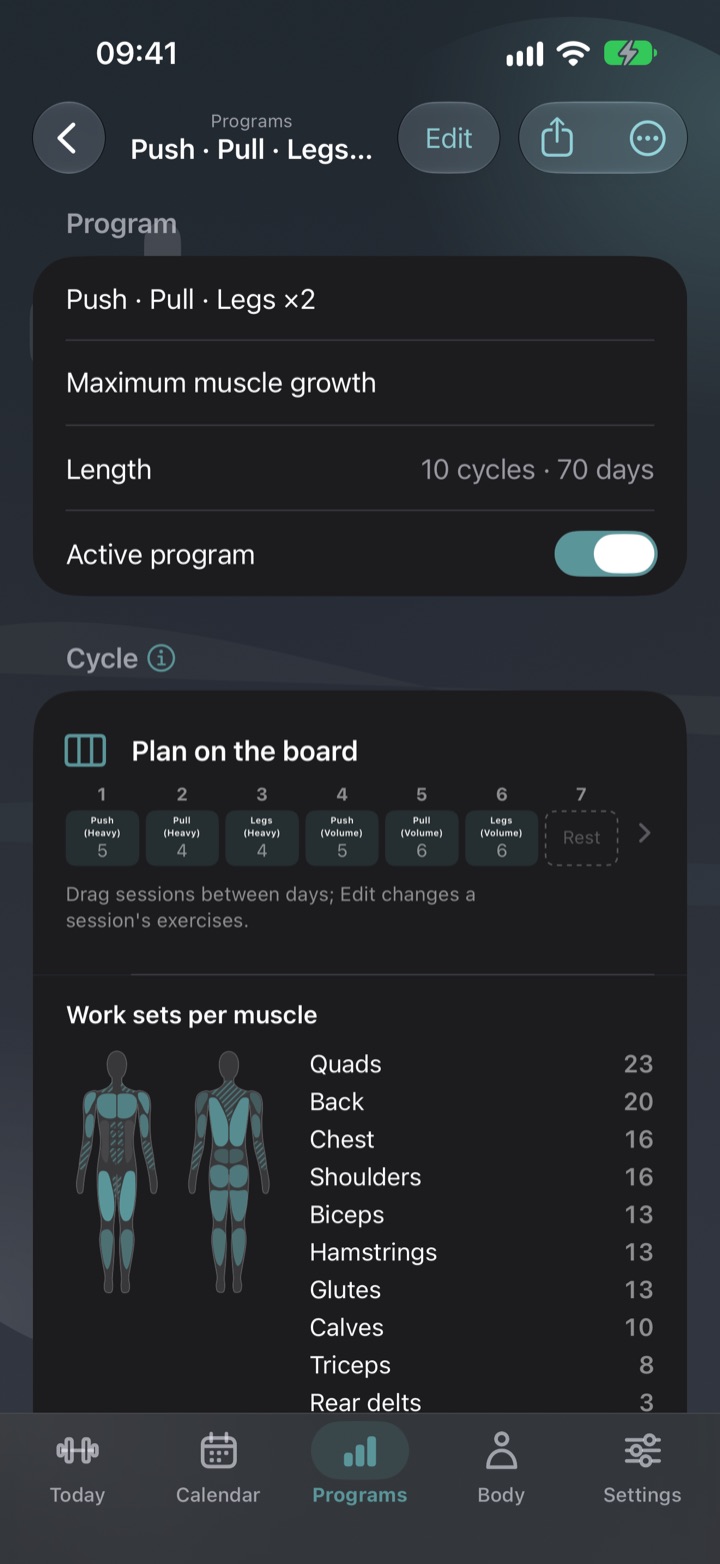 09:41
Programs
Push · Pull · Legs...
Edit
Program
Push · Pull · Legs ×2
Maximum muscle growth
Length 10 cycles · 70 days
Active program
Cycle
Plan on the board
1 2 3 4 5 6 7
Push (Heavy) 5
Pull (Heavy) 4
Legs (Heavy) 4
Push (Volume) 5
Pull (Volume) 6
Legs (Volume) 6
Rest
Drag sessions between days; Edit changes a
session's exercises.
Work sets per muscle
Quads 23
Back 20
Chest 16
Shoulders 16
Biceps 13
Hamstrings 13
Glutes 13
Calves 10
Triceps 8
Rear delts 3
Today Calendar Programs Body Settings